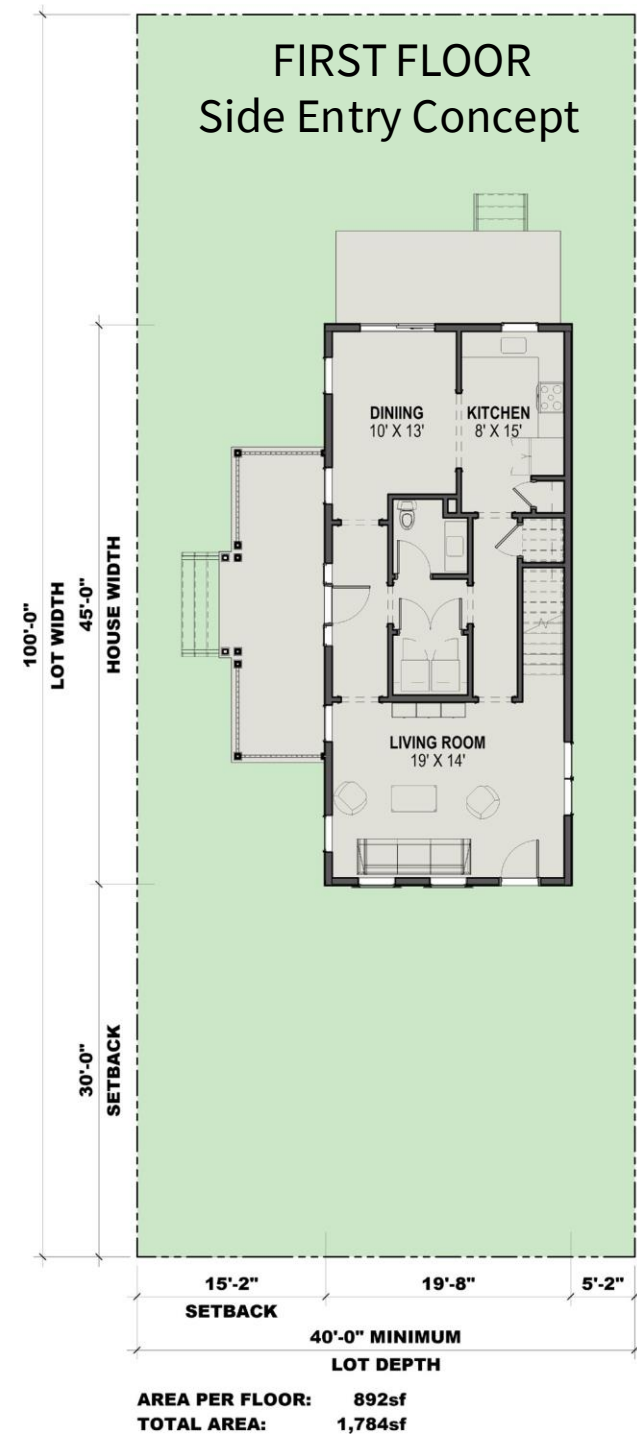 FIRST FLOOR
Side Entry Concept
DINIING
10' X 13'
KITCHEN
8' X 15'
100'-0"
LOT WIDTH
45'-0"
HOUSE WIDTH
LIVING ROOM
19' X 14'
30'-0"
SETBACK
15'-2"
SETBACK
19'-8"
5'-2"
40'-0" MINIMUM
LOT DEPTH
AREA PER FLOOR: 892sf
TOTAL AREA: 1,784sf